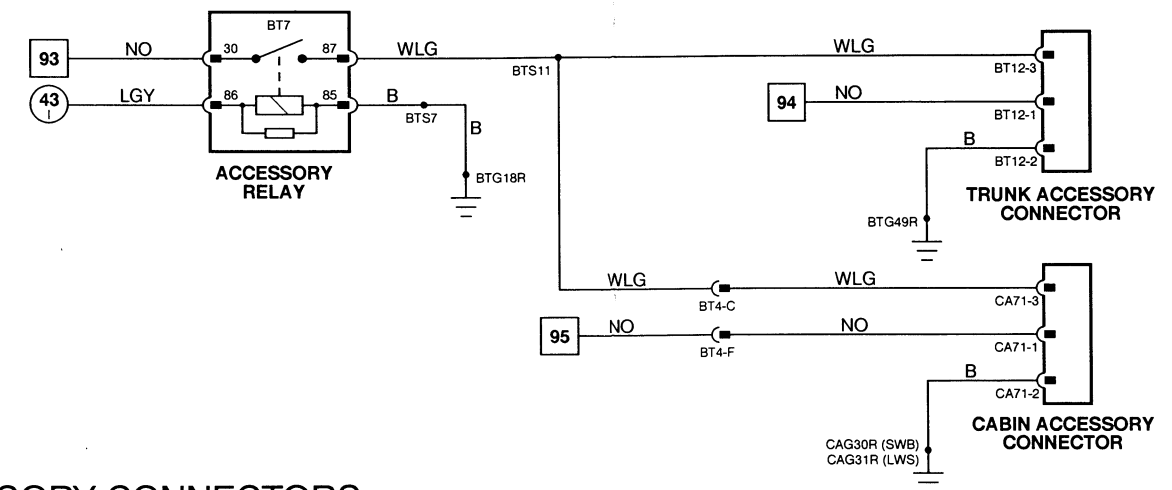 BT7
93
NO
30
87
WLG
WLG
BTS11
BT12-3
43
I
LGY
86
85
B
BTS7
94
NO
BT12-1
B
B
BT12-2
ACCESSORY
RELAY
BTG18R
TRUNK ACCESSORY
CONNECTOR
BTG49R
WLG
WLG
BT4-C
CA71-3
95
NO
NO
BT4-F
CA71-1
B
CA71-2
CABIN ACCESSORY
CONNECTOR
CAG30R (SWB)
CAG31R (LWS)
SORY CONNECTORS